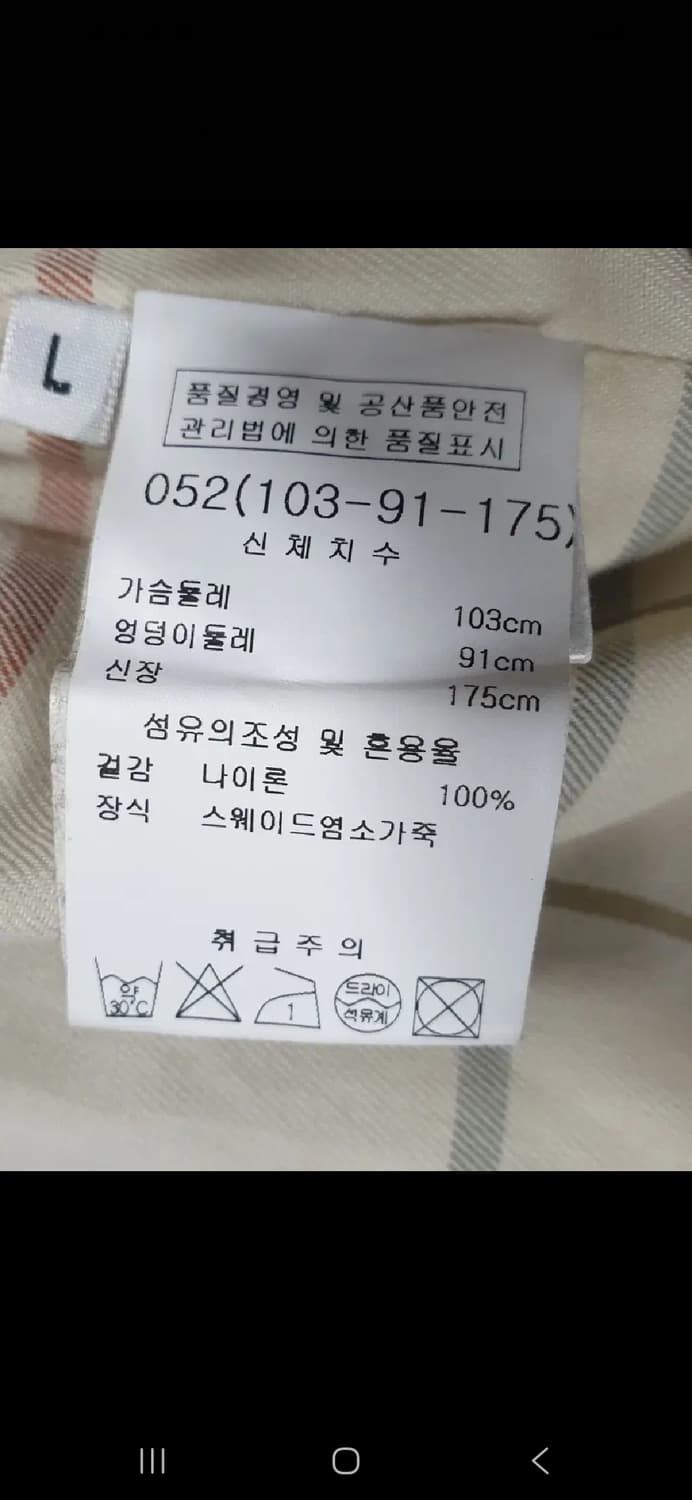 L
품질경영 및 공산품안전
관리법에 의한 품질표시
052(103-91-175)
신체치수
가슴둘레 103cm
엉덩이둘레 91cm
신장 175cm
섬유의조성 및 혼용율
겉감 나이론 100%
장식 스웨이드염소가죽
취급주의
약 30℃
1
드라이
석유계